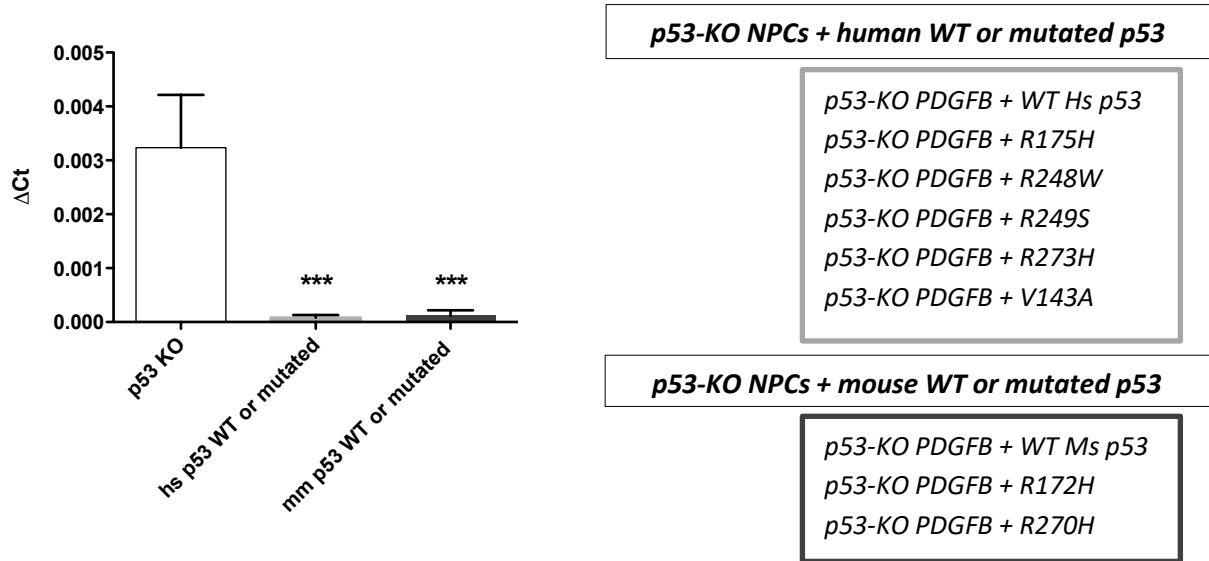 0.005
0.004
0.003
0.002
0.001
0.000
ΔCt
***
***
p53 KO
hs p53 WT or mutated
mm p53 WT or mutated
p53-KO NPCs + human WT or mutated p53
p53-KO PDGFB + WT Hs p53
p53-KO PDGFB + R175H
p53-KO PDGFB + R248W
p53-KO PDGFB + R249S
p53-KO PDGFB + R273H
p53-KO PDGFB + V143A
p53-KO NPCs + mouse WT or mutated p53
p53-KO PDGFB + WT Ms p53
p53-KO PDGFB + R172H
p53-KO PDGFB + R270H